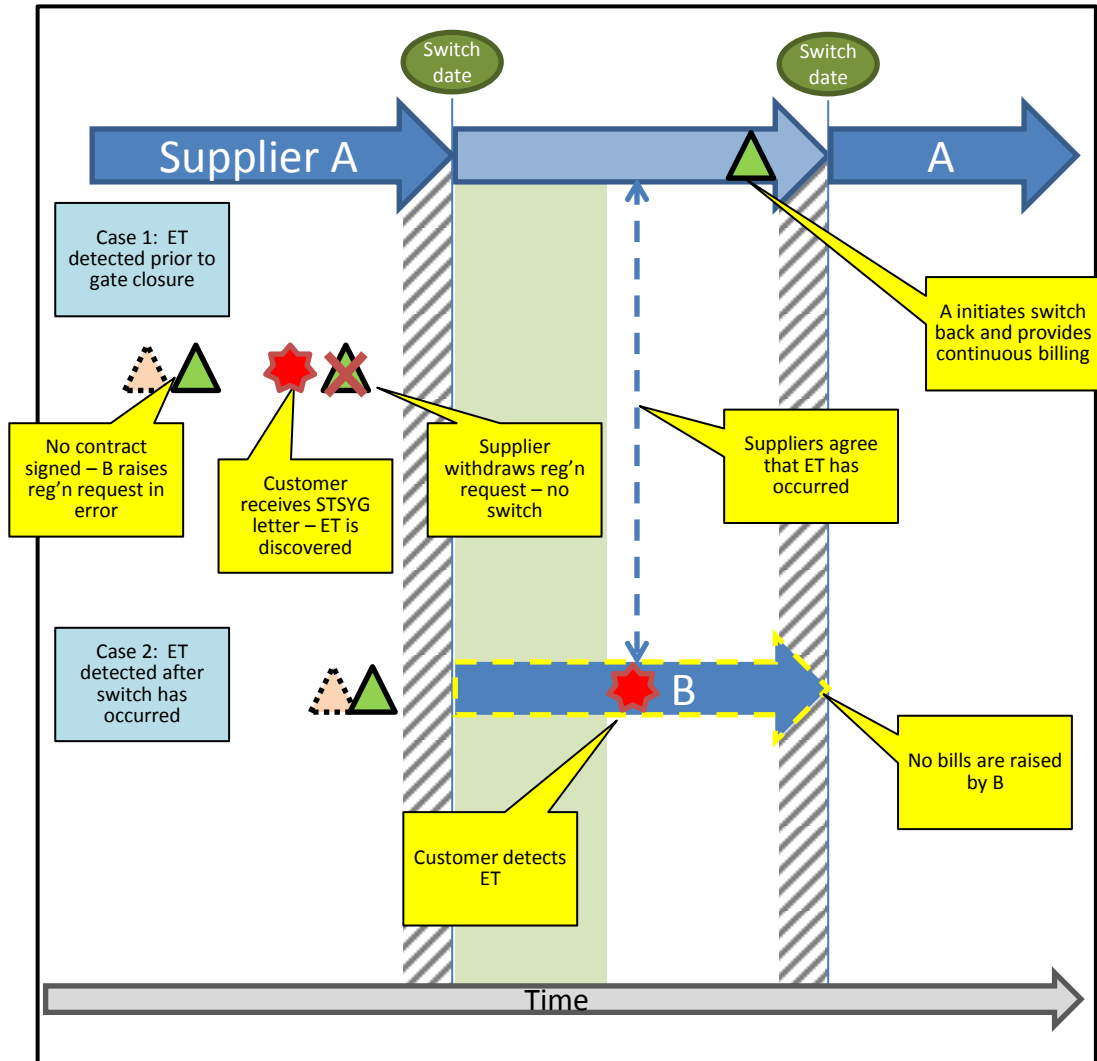 Switch
date
Switch
date
Supplier A
A
Case 1:  ET
detected prior to
gate closure
A initiates switch
back and provides
continuous billing
No contract
signed – B raises
reg’n request in
error
Customer
receives STSYG
letter – ET is
discovered
Supplier
withdraws reg’n
request – no
switch
Suppliers agree
that ET has
occurred
Case 2:  ET
detected after
switch has
occurred
B
No bills are raised
by B
Customer detects
ET
Time